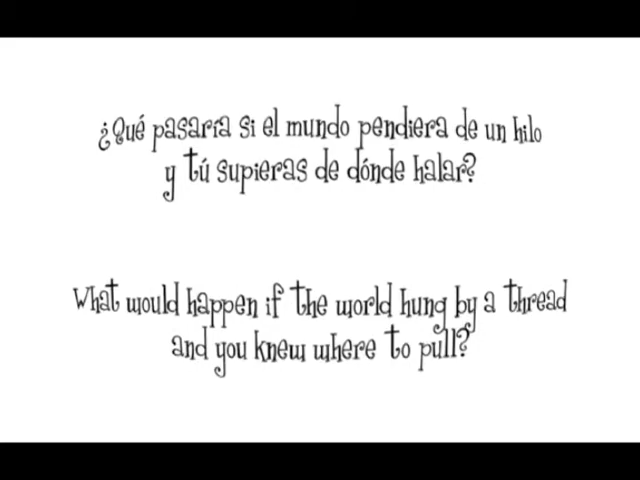 ¿Qué pasaría si el mundo pendiera de un hilo
y tú supieras de dónde halar?
What would happen if the world hung by a thread
and you knew where to pull?